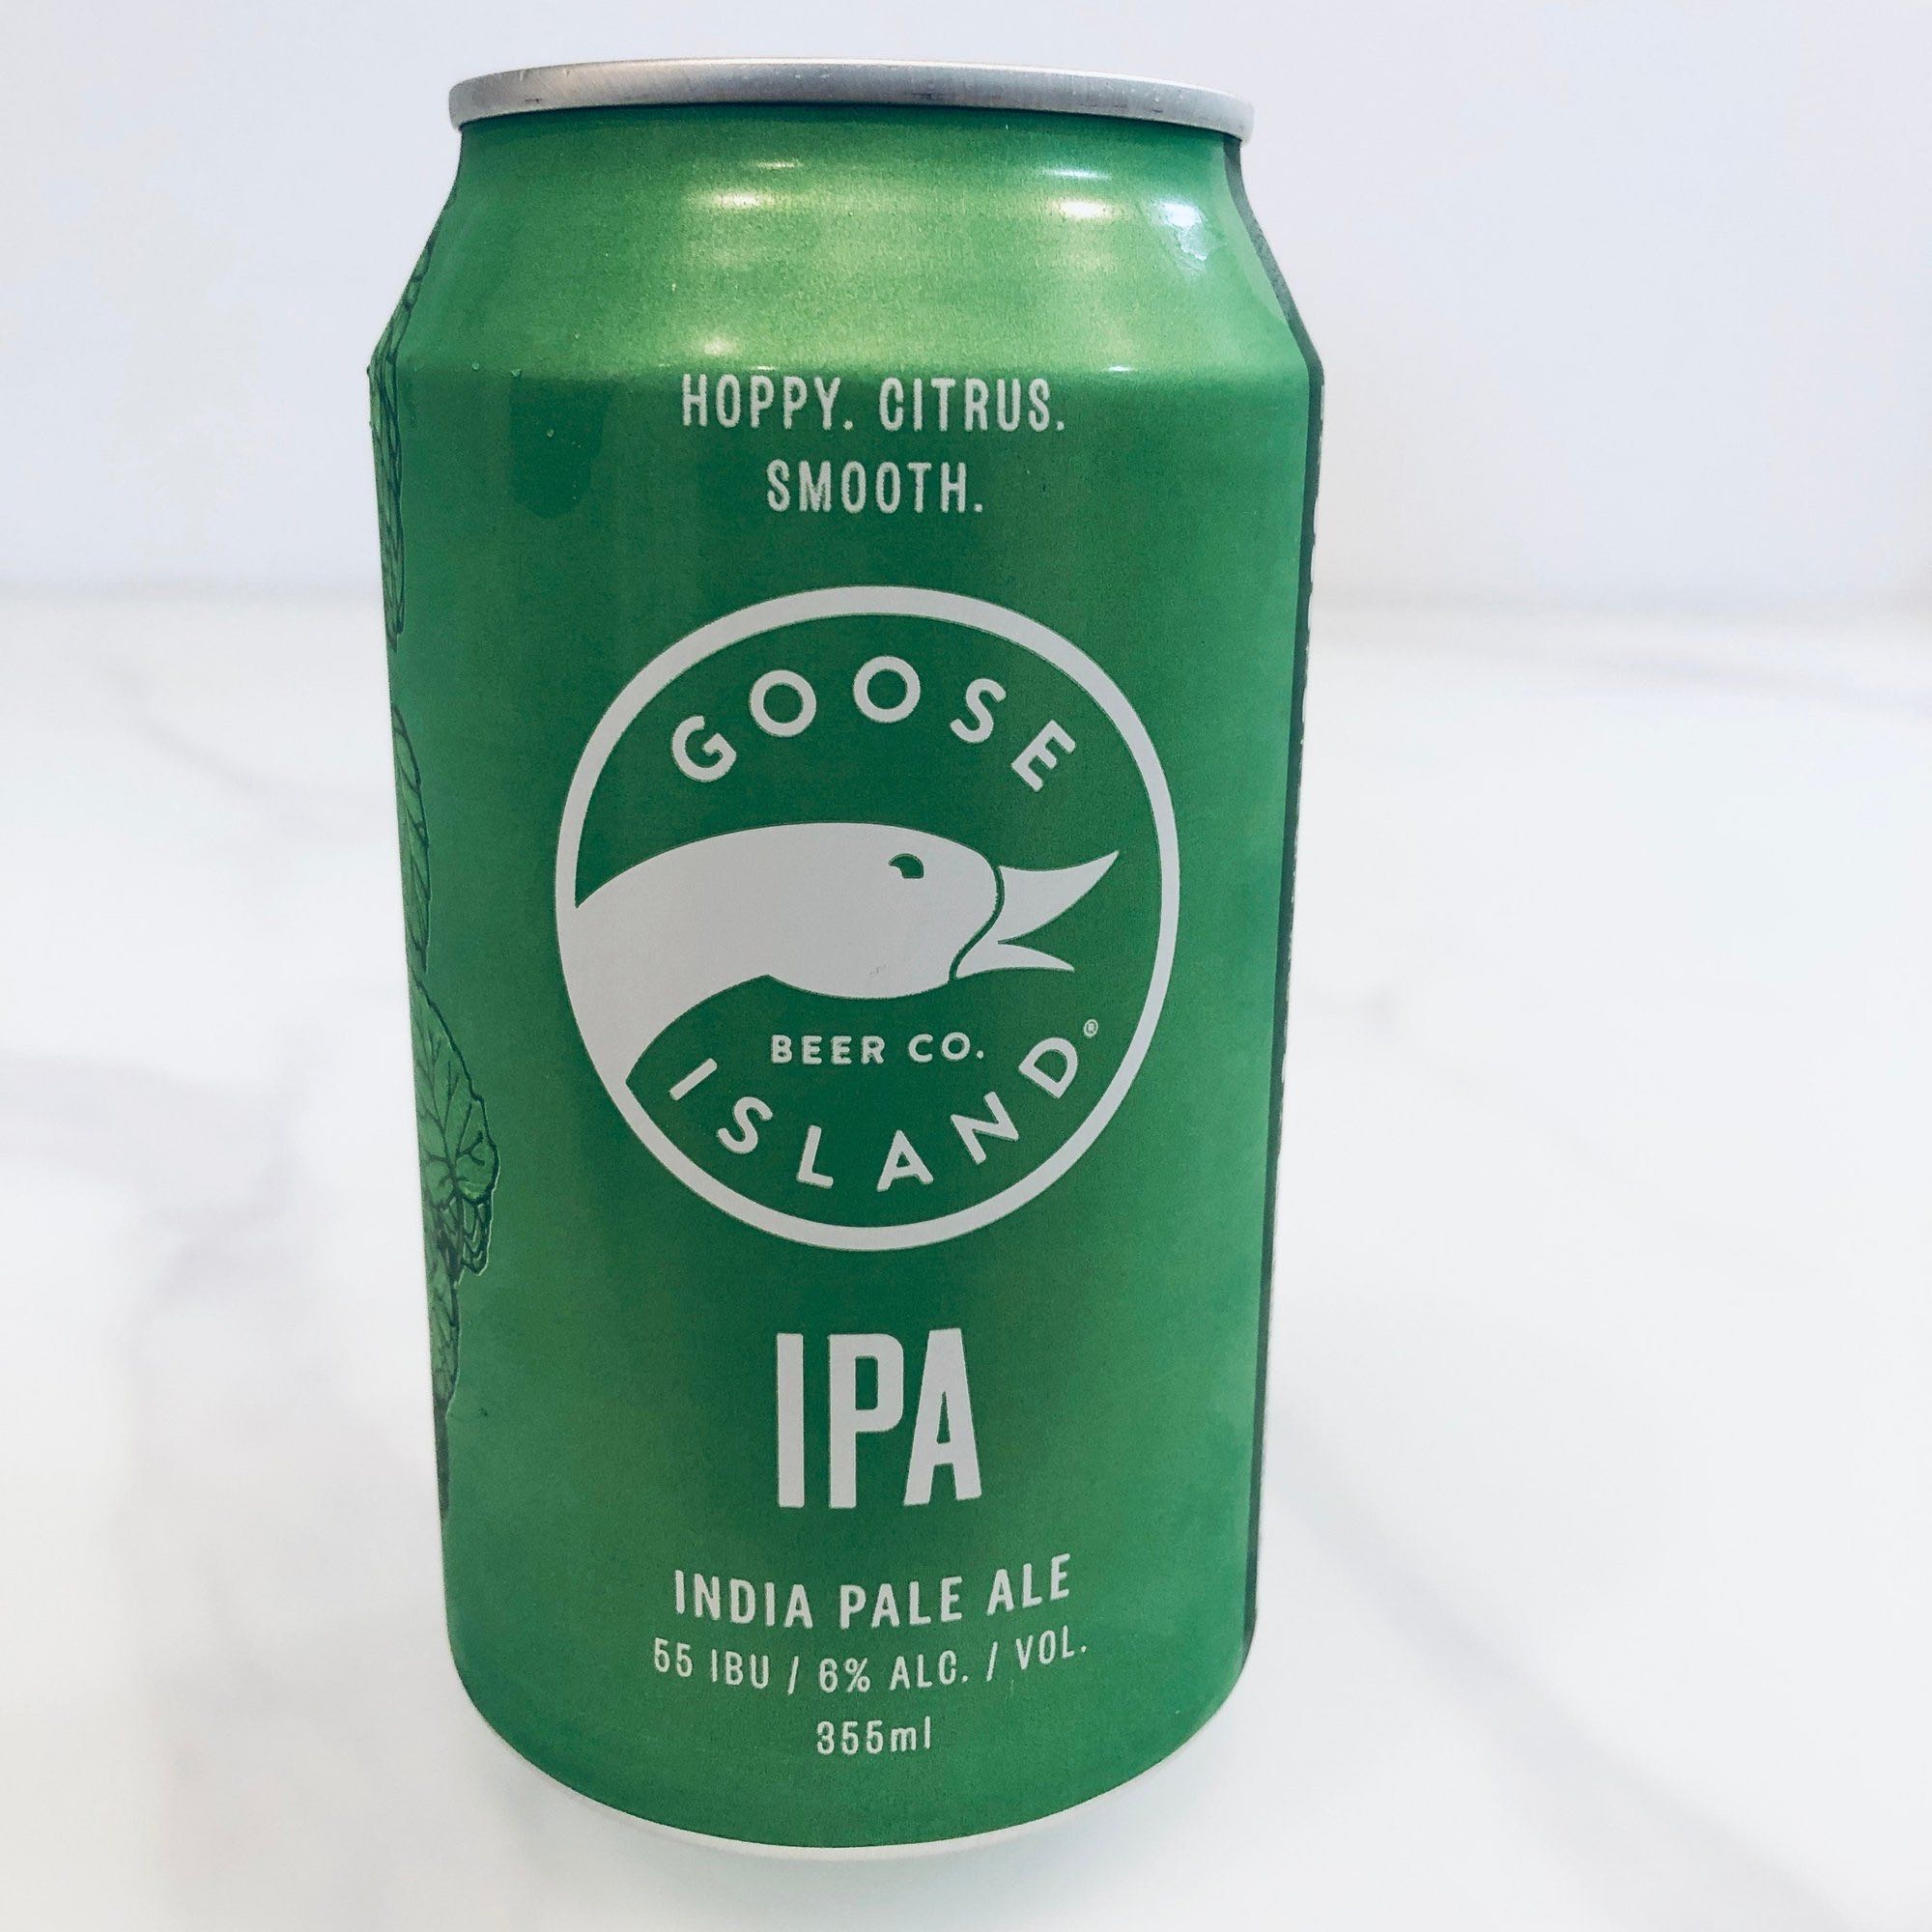 HOPPY. CITRUS.
SMOOTH.
GOOSE
BEER CO.
ISLAND®
IPA
INDIA PALE ALE
55 IBU / 6% ALC. / VOL.
355ml